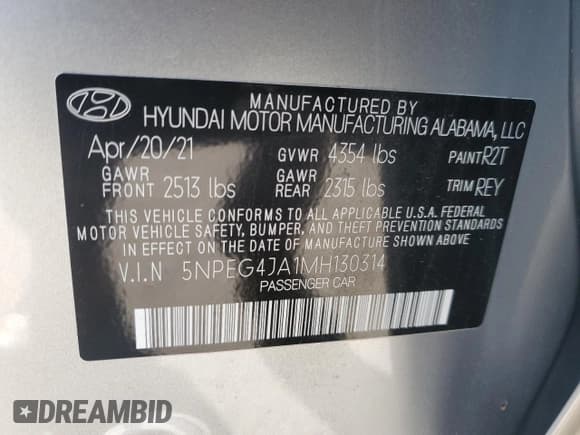 MANUFACTURED BY
HYUNDAI MOTOR MANUFACTURING ALABAMA, LLC
Apr/20/21 GVWR 4354 lbs PAINT R2T
GAWR FRONT 2513 lbs GAWR REAR 2315 lbs TRIM REY
THIS VEHICLE CONFORMS TO ALL APPLICABLE U.S.A. FEDERAL
MOTOR VEHICLE SAFETY, BUMPER, AND THEFT PREVENTION STANDARDS
IN EFFECT ON THE DATE OF MANUFACTURE SHOWN ABOVE.
V.I.N 5NPEG4JA1MH130314
PASSENGER CAR
DREAMBID